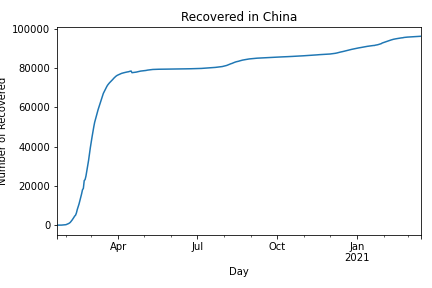 Recovered in China
Number of Recovered
100000
80000
60000
40000
20000
0
Apr
Jul
Oct
Jan
2021
Day